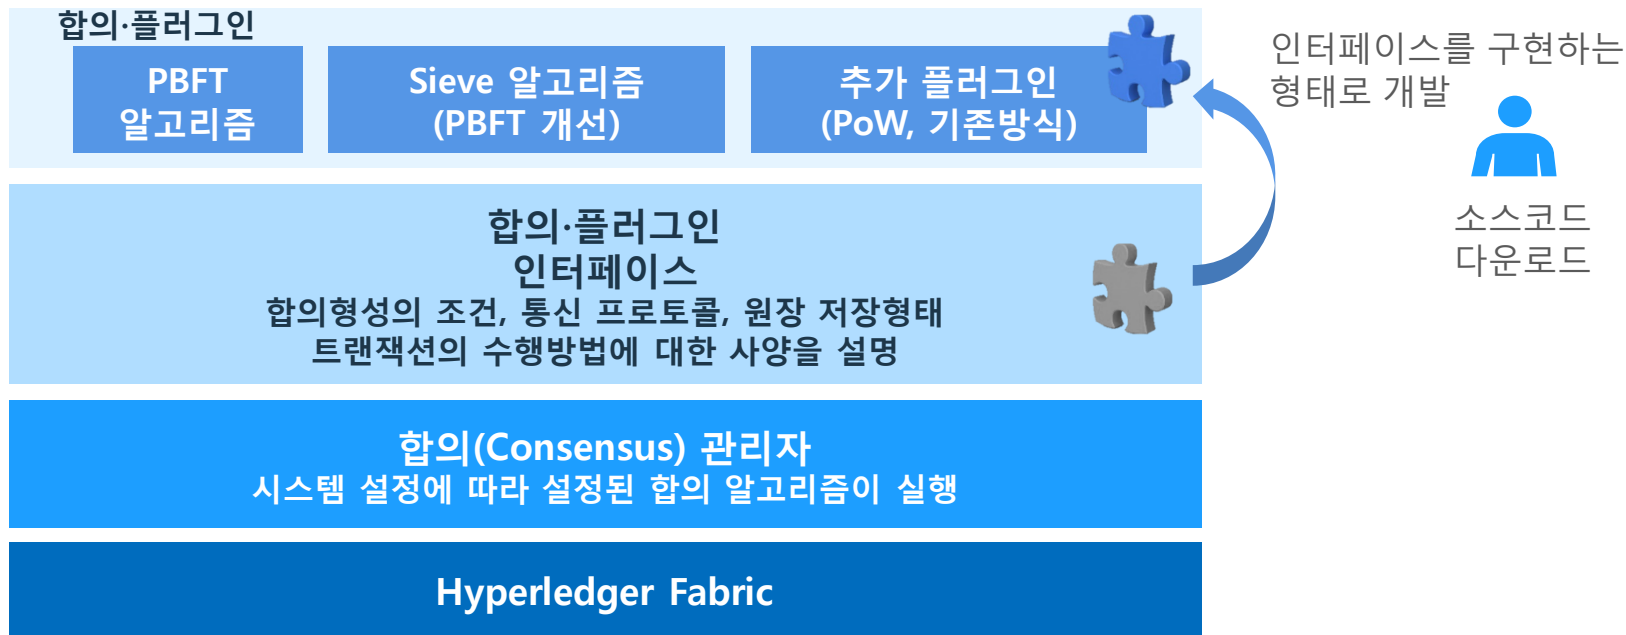 합의·플러그인
PBFT
알고리즘
Sieve 알고리즘
(PBFT 개선)
추가 플러그인
(PoW, 기존방식)
인터페이스를 구현하는
형태로 개발
소스코드
다운로드
합의·플러그인
인터페이스
합의형성의 조건, 통신 프로토콜, 원장 저장형태
트랜잭션의 수행방법에 대한 사양을 설명
합의(Consensus) 관리자
시스템 설정에 따라 설정된 합의 알고리즘이 실행
Hyperledger Fabric